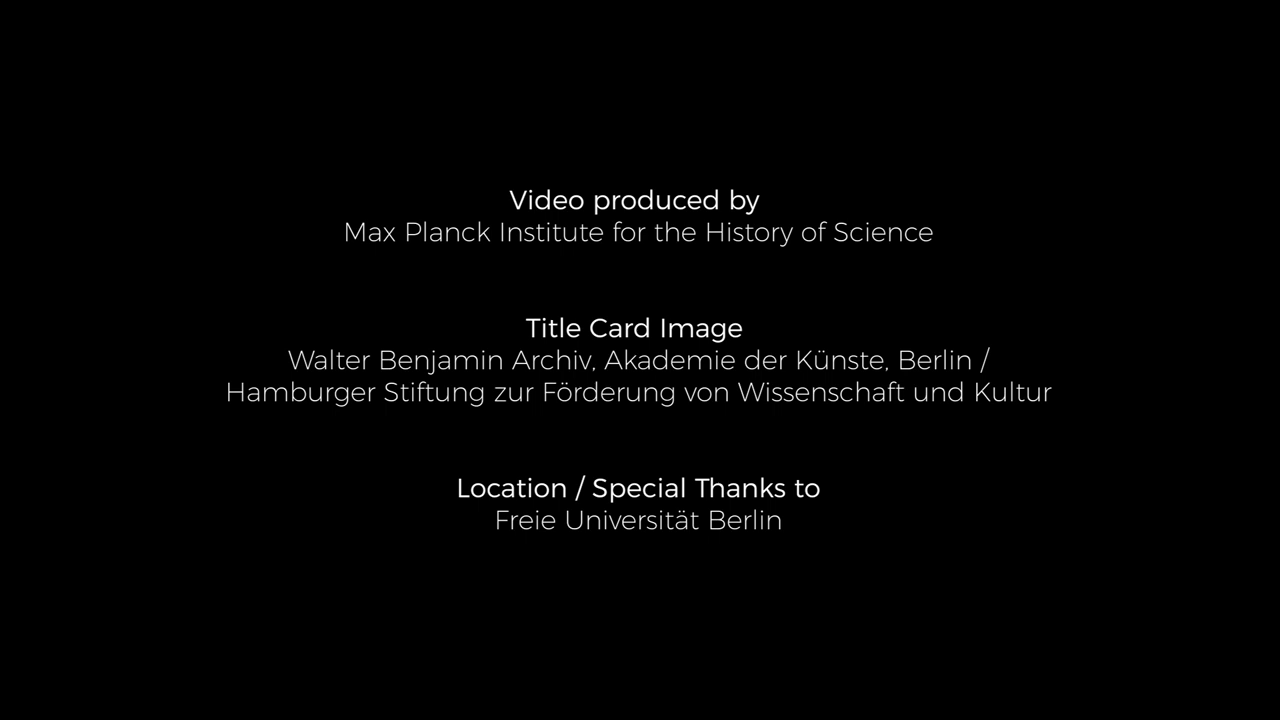 Video produced by
Max Planck Institute for the History of Science
Title Card Image
Walter Benjamin Archiv, Akademie der Künste, Berlin /
Hamburger Stiftung zur Förderung von Wissenschaft und Kultur
Location / Special Thanks to
Freie Universität Berlin